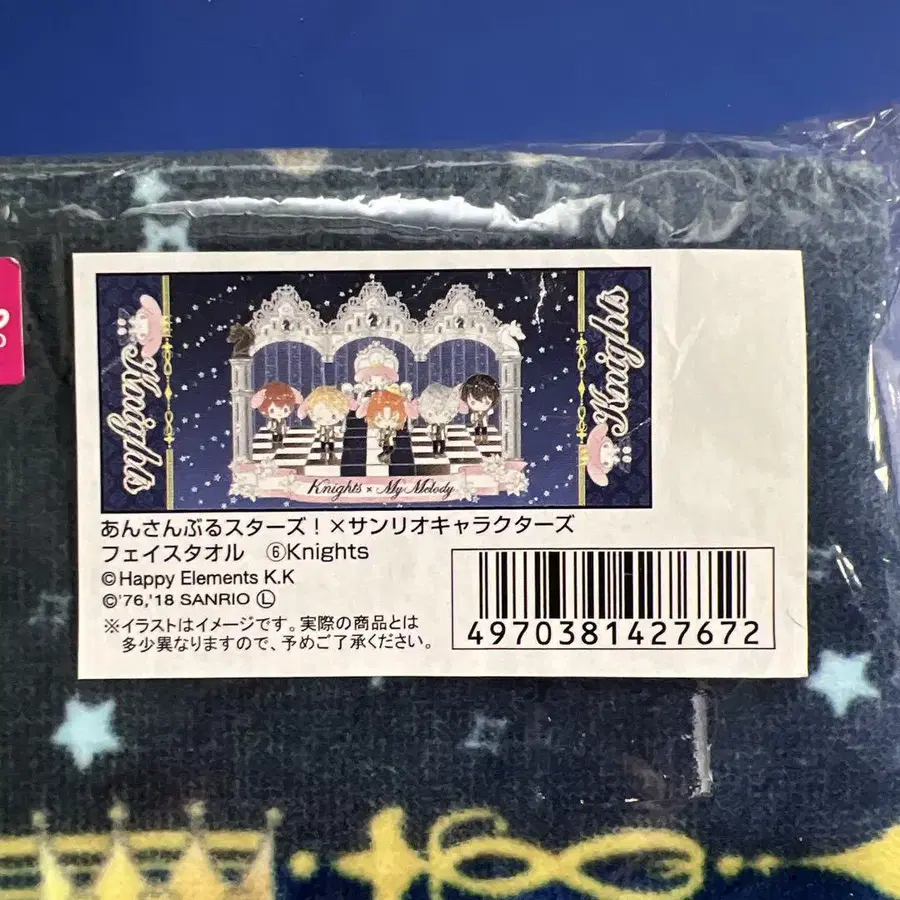 Knights
Knights
Knights × My Melody
あんさんぶるスターズ!×サンリオキャラクターズ
フェイスタオル ⑥Knights
©Happy Elements K.K
©'76,'18 SANRIO Ⓛ
※イラストはイメージです。実際の商品とは
多少異なりますので、予めご了承ください。
4970381427672